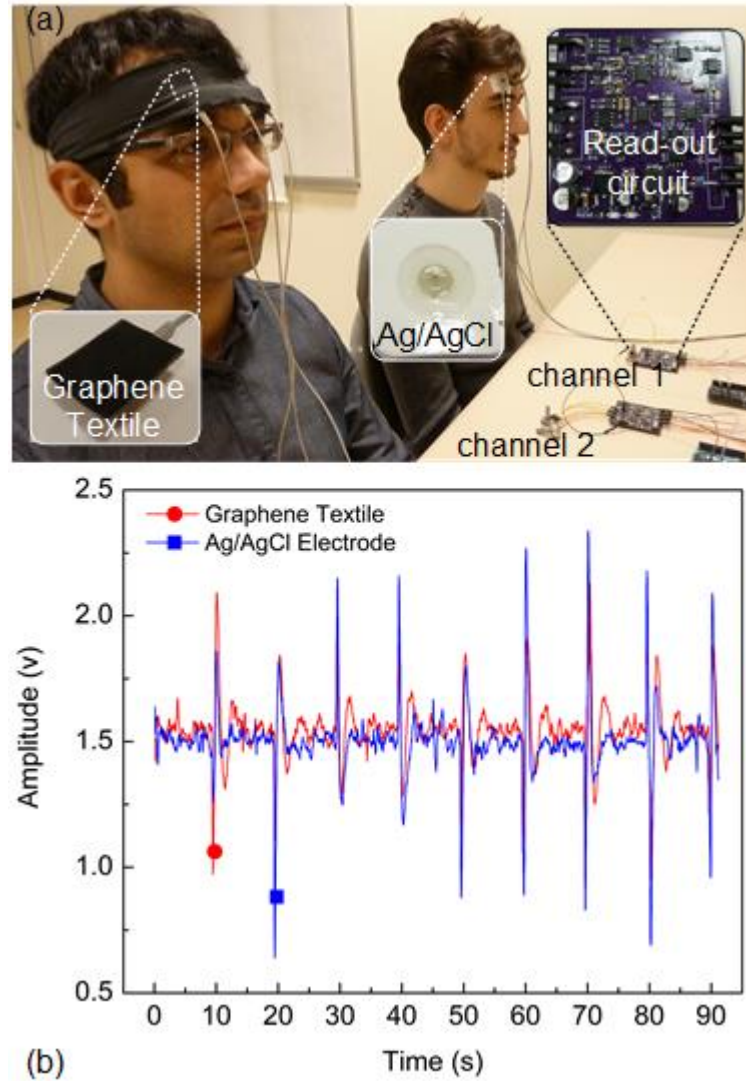 (a)
Read-out
circuit
Ag/AgCl
Graphene
Textile
channel 1
channel 2
2.5
Graphene Textile
Ag/AgCl Electrode
2.0
1.5
1.0
0.5
Amplitude (v)
0 10 20 30 40 50 60 70 80 90
Time (s)
(b)